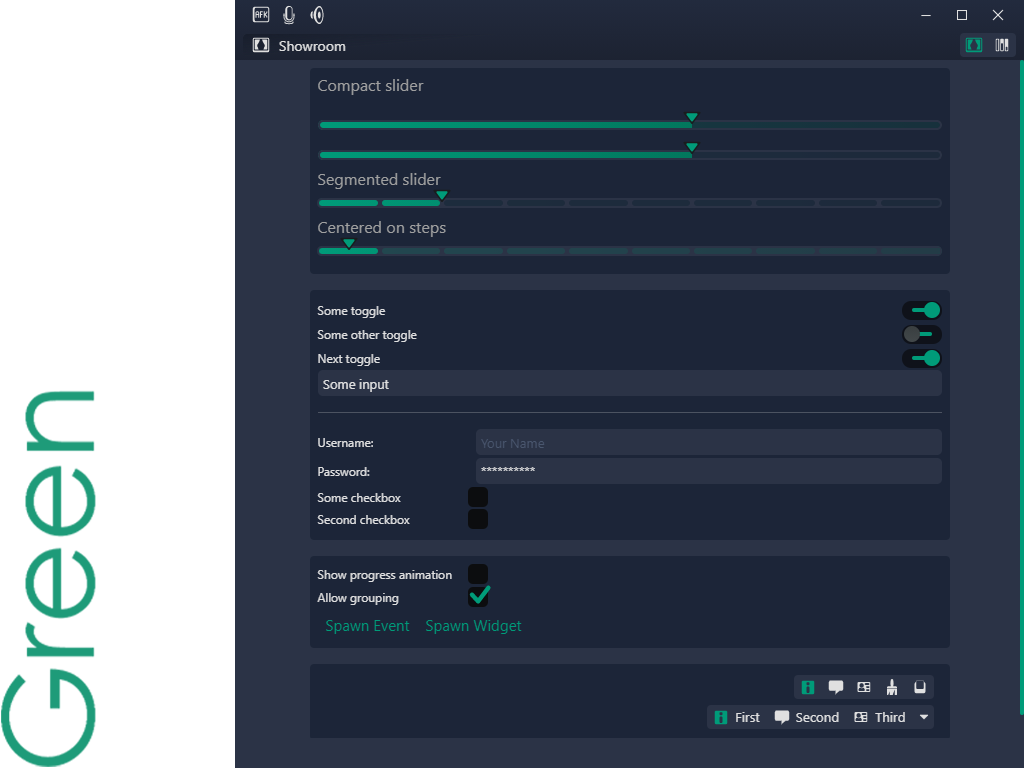 Green
AFK
Showroom
Compact slider
Segmented slider
Centered on steps
Some toggle
Some other toggle
Next toggle
Some input
Username: Your Name
Password: **********
Some checkbox
Second checkbox
Show progress animation
Allow grouping
Spawn Event Spawn Widget
First Second Third